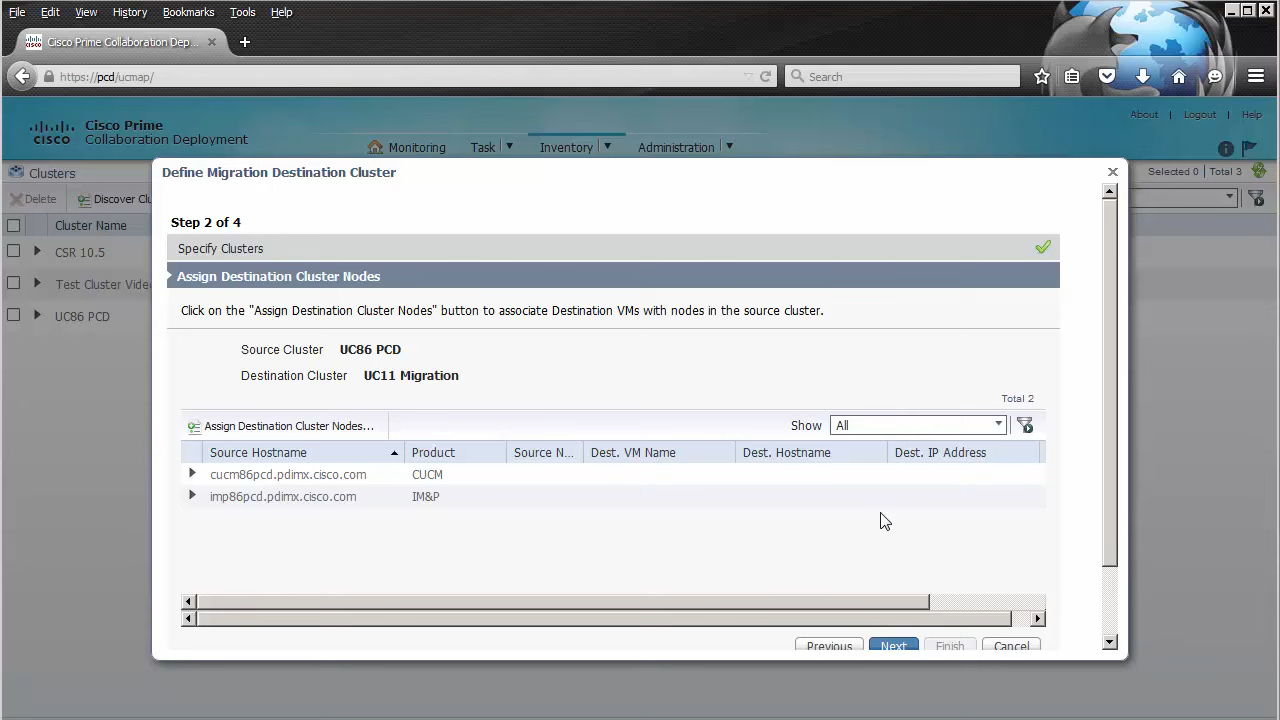 File Edit View History Bookmarks Tools Help
CISCO Cisco Prime Collaboration Dep...
https://pcd/ucmap/ Search
About | Logout | Help
CISCO Cisco Prime
Collaboration Deployment
Monitoring Task Inventory Administration
Clusters Selected 0 | Total 3
Delete Discover Clu
Cluster Name
CSR 10.5
Test Cluster Vide
UC86 PCD
Define Migration Destination Cluster
Step 2 of 4
Specify Clusters
Assign Destination Cluster Nodes
Click on the "Assign Destination Cluster Nodes" button to associate Destination VMs with nodes in the source cluster.
Source Cluster UC86 PCD
Destination Cluster UC11 Migration
Total 2
Assign Destination Cluster Nodes... Show All
Source Hostname Product Source N... Dest. VM Name Dest. Hostname Dest. IP Address
cucm86pcd.pdimx.cisco.com CUCM
imp86pcd.pdimx.cisco.com IM&P
Previous Next Finish Cancel